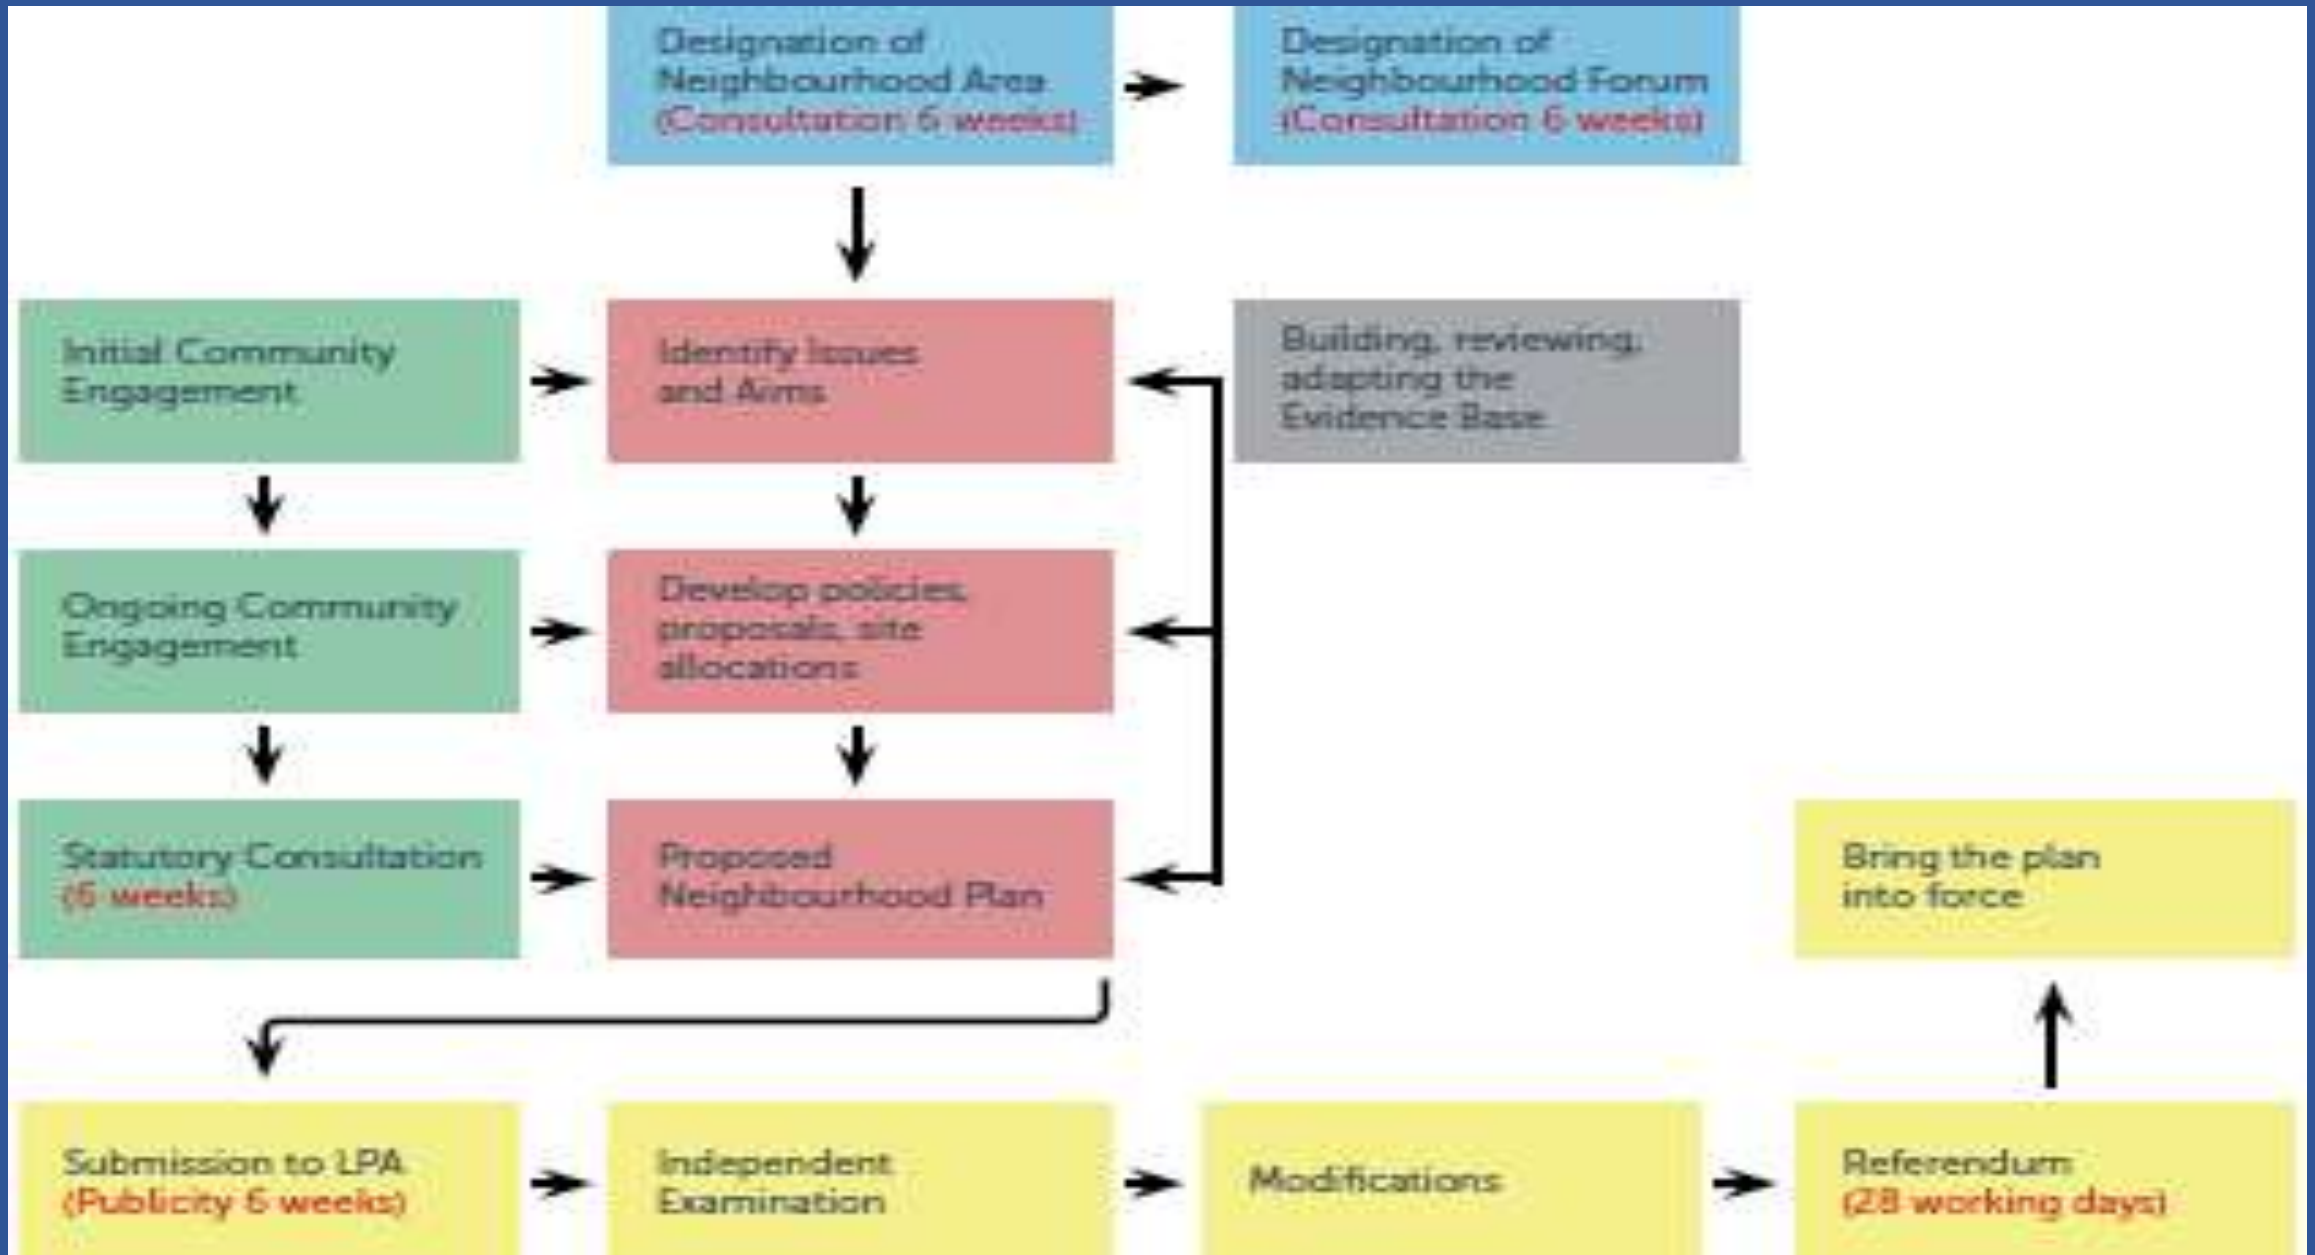 Designation of
Neighbourhood Area
(Consultation 6 weeks)
Designation of
Neighbourhood Forum
(Consultation 6 weeks)
Initial Community
Engagement
Identify Issues
and Aims
Building, reviewing,
adapting the
Evidence Base
Ongoing Community
Engagement
Develop policies,
proposals, site
allocations
Statutory Consultation
(6 weeks)
Proposed
Neighbourhood Plan
Bring the plan
into force
Submission to LPA
(Publicity 6 weeks)
Independent
Examination
Modifications
Referendum
(28 working days)